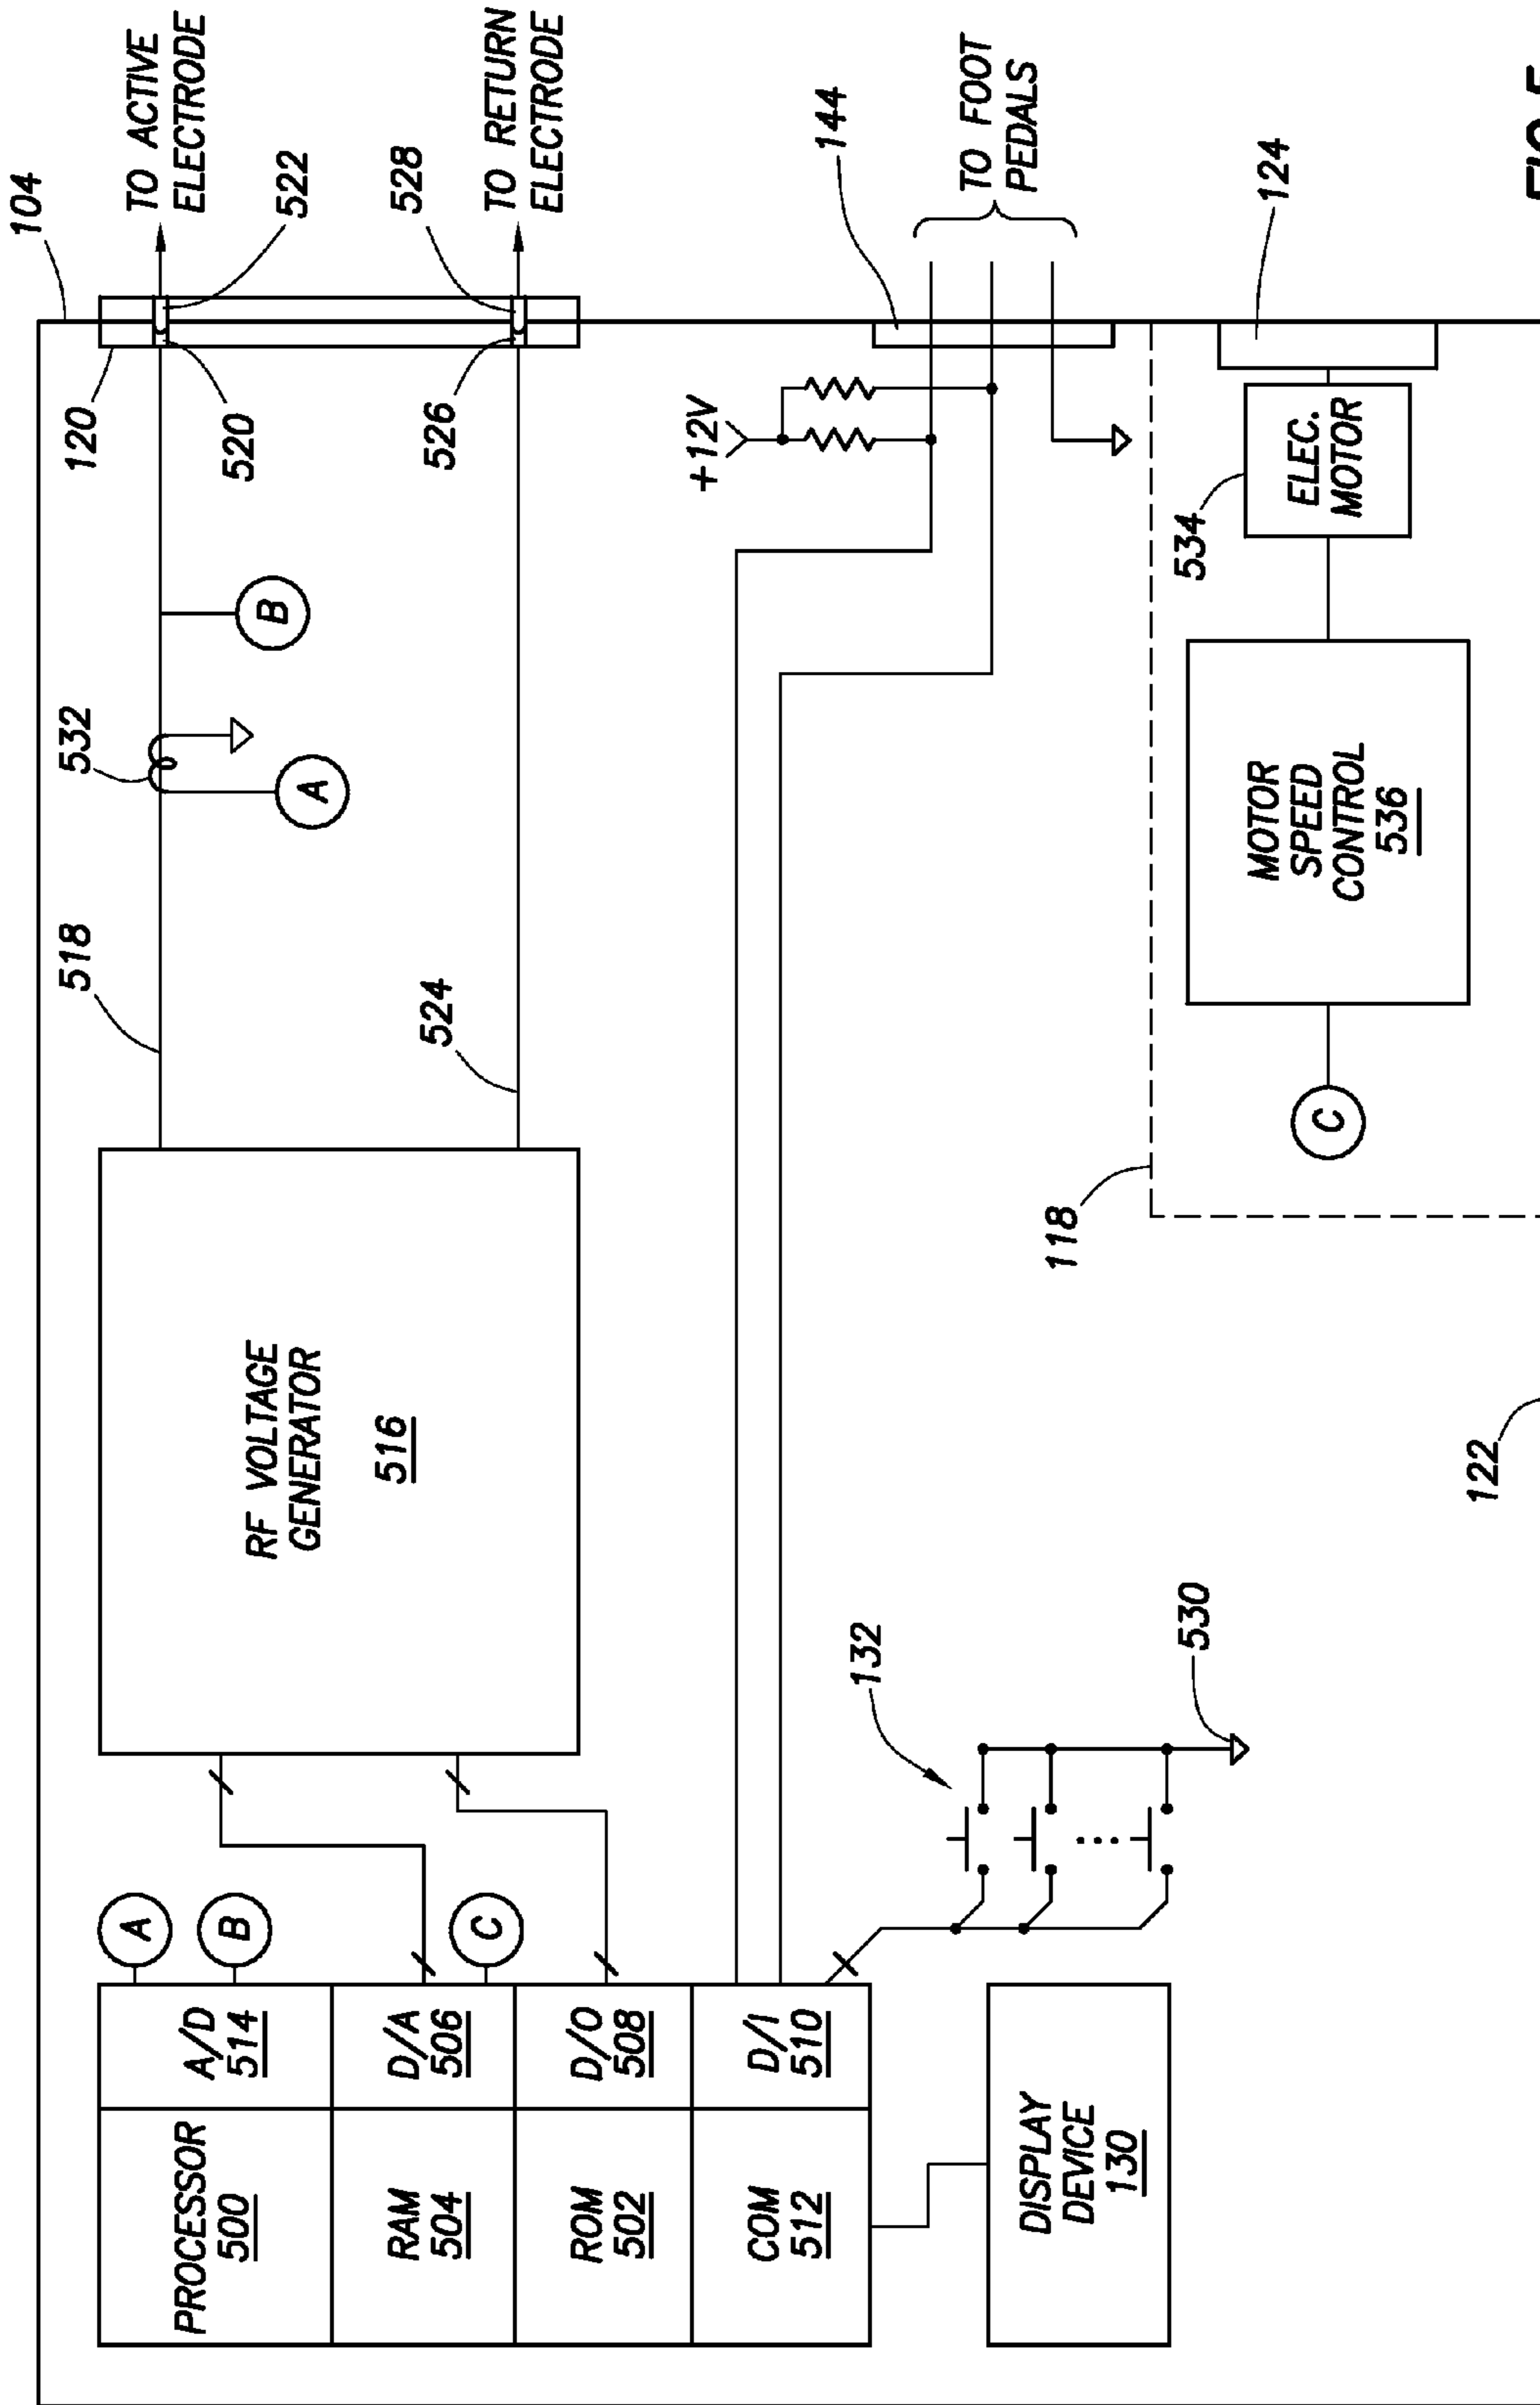 104
120
TO ACTIVE
ELECTRODE
520
522
518
532
A
B
RF VOLTAGE
GENERATOR
516
524
526
528
TO RETURN
ELECTRODE
PROCESSOR
500
A/D
514
A
B
RAM
504
D/A
506
C
ROM
502
D/O
508
COM
512
D/I
510
+12V
144
TO FOOT
PEDALS
DISPLAY
DEVICE
130
132
530
118
C
MOTOR
SPEED
CONTROL
536
534
ELEC.
MOTOR
124
122